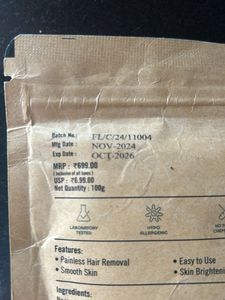 Batch No.: FL/C/24/11004
Mfg Date : NOV-2024
Exp Date : OCT-2026
MRP : ₹699.00
(Inclusive of all taxes)
USP : ₹6.99.00
Net Quantity : 100g
LABORATORY TESTED
HYPO ALLERGENIC
Features:
• Painless Hair Removal
• Easy to Use
• Smooth Skin
• Skin Brighteni
Ingredients: